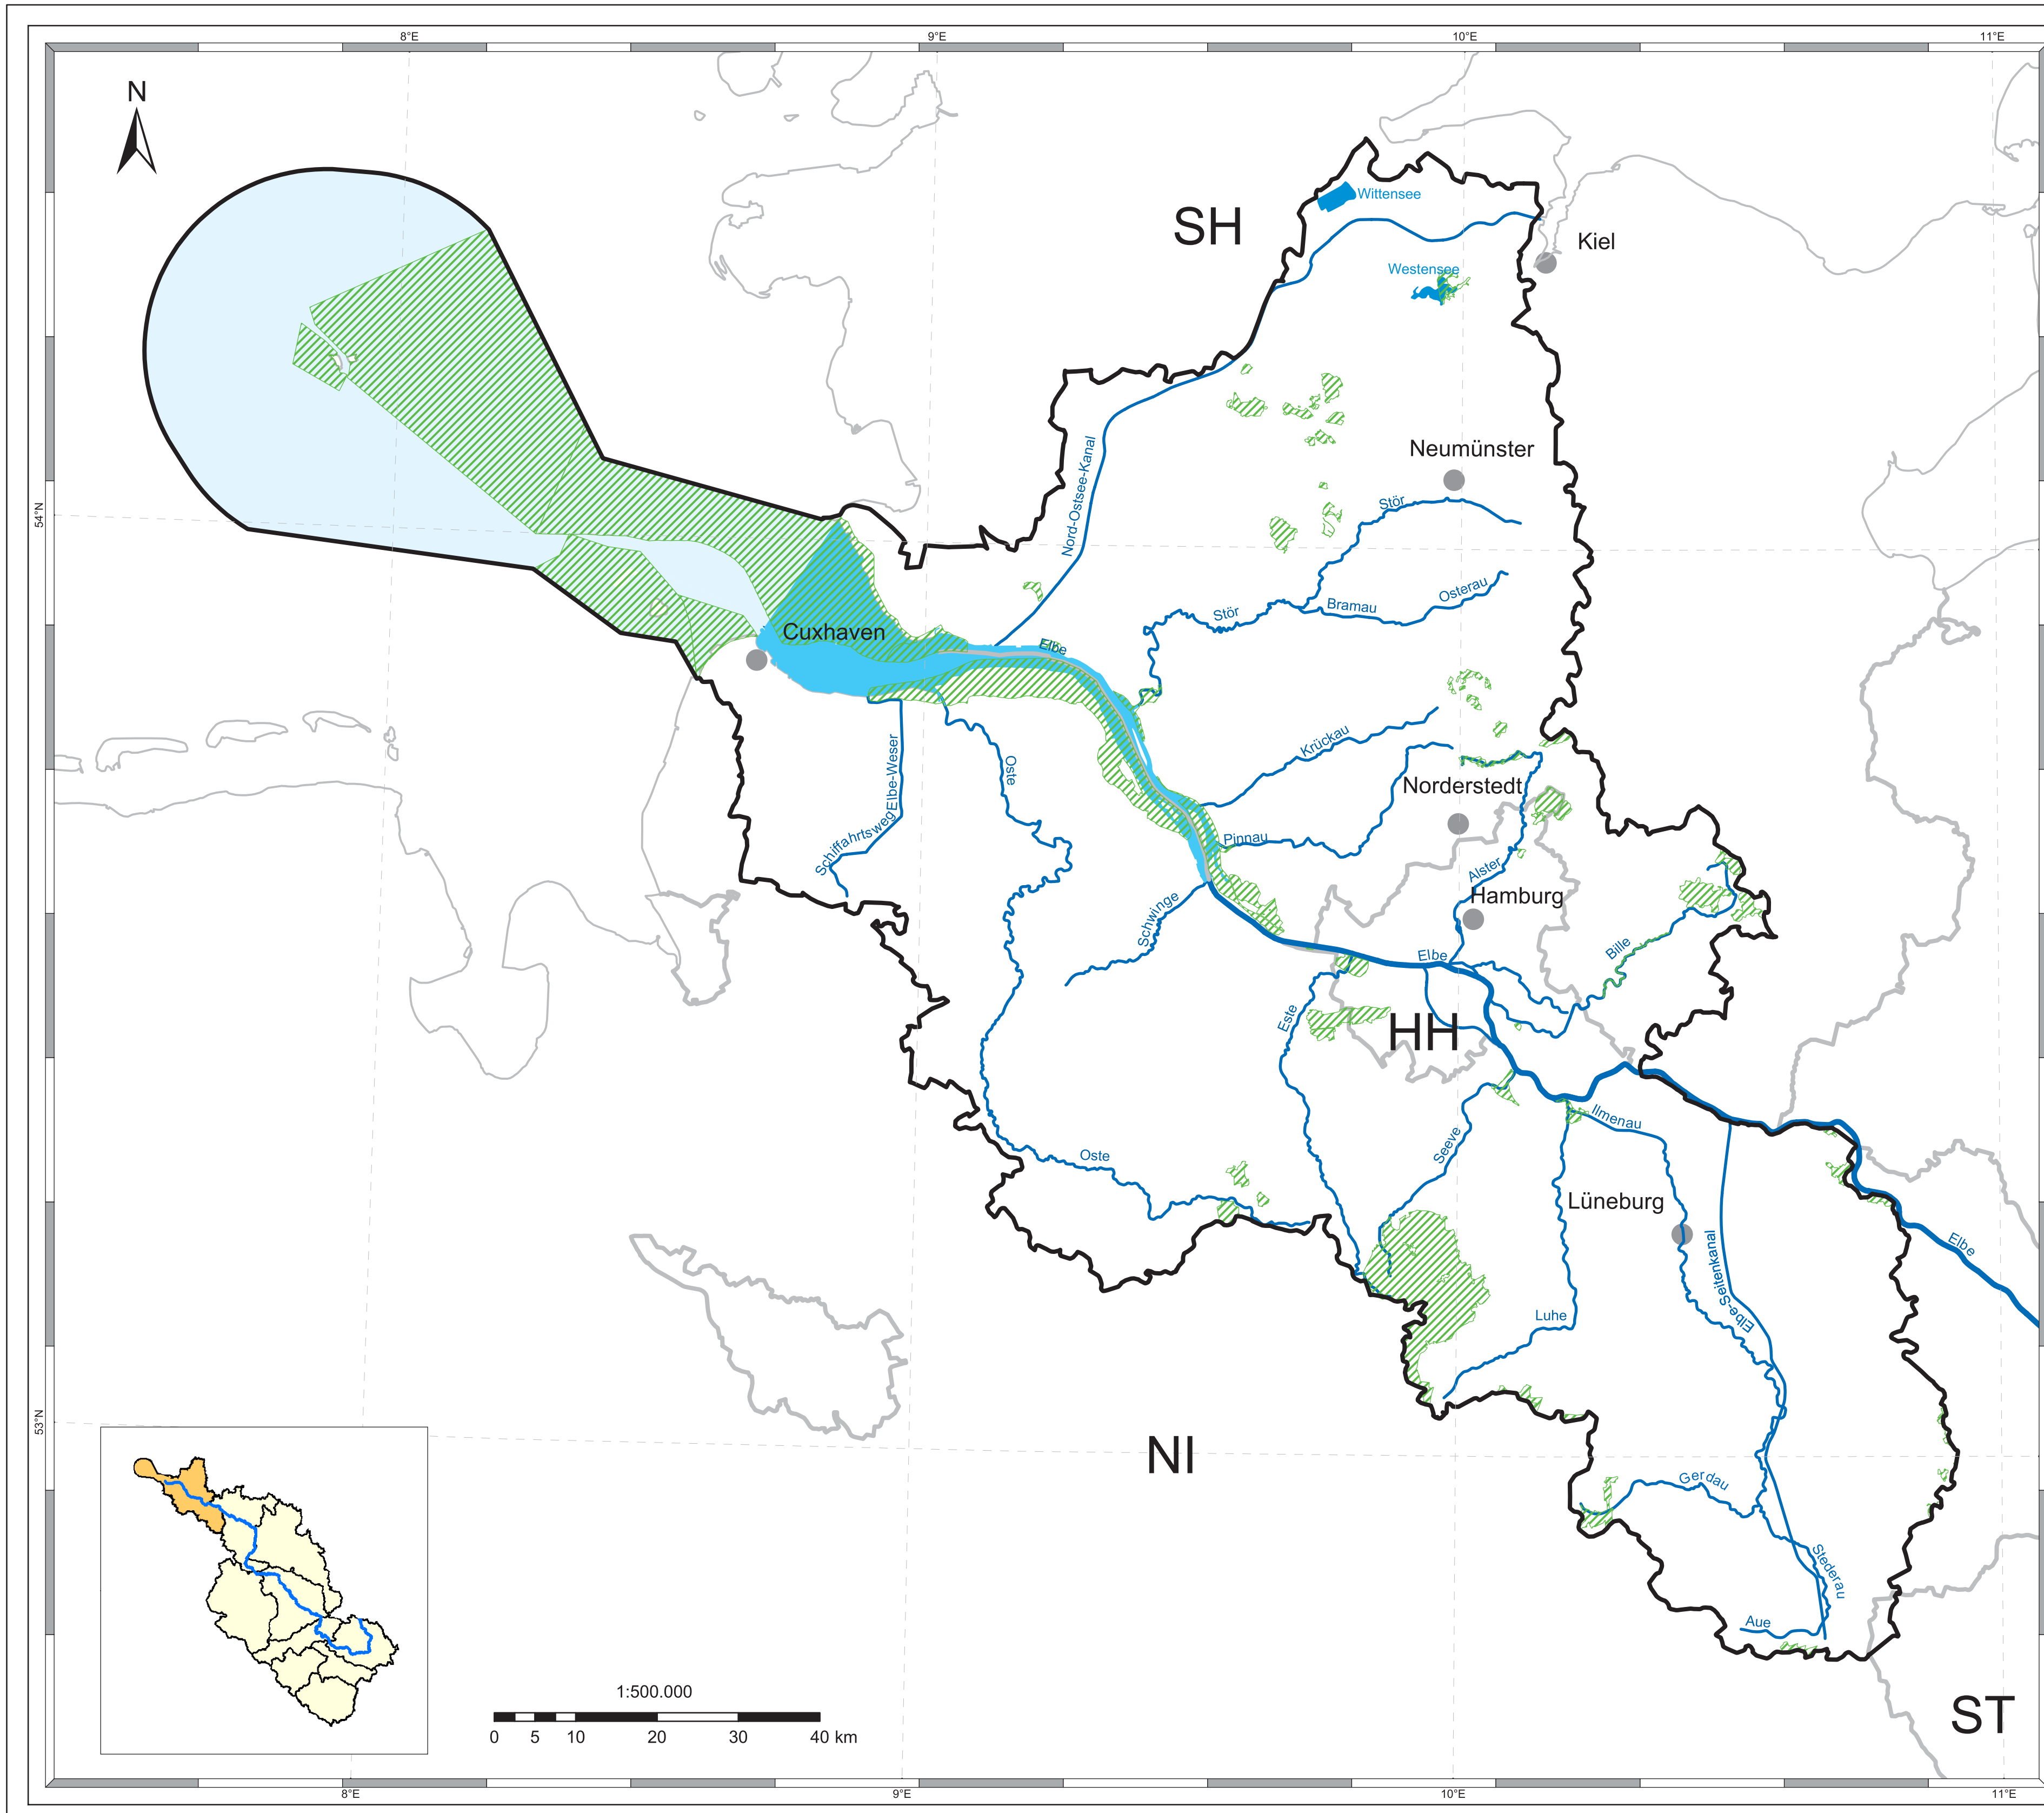 8°E
9°E
10°E
11°E
N
Wittensee
SH
Kiel
Westensee
Neumünster
Nord-Ostsee-Kanal
Stör
54°N
Osterau
Bramau
Stör
Cuxhaven
Elbe
Krückau
Elbe-Weser
Schiffahrtsweg
Oste
Norderstedt
Pinnau
Alster
Hamburg
Schwinge
Bille
Elbe
Este
HH
Ilmenau
Seeve
Oste
Lüneburg
Elbe
Elbe-Seitenkanal
Luhe
53°N
NI
Gerdau
Stederau
Aue
1:500.000
0 5 10 20 30 40 km
ST
8°E
9°E
10°E
11°E